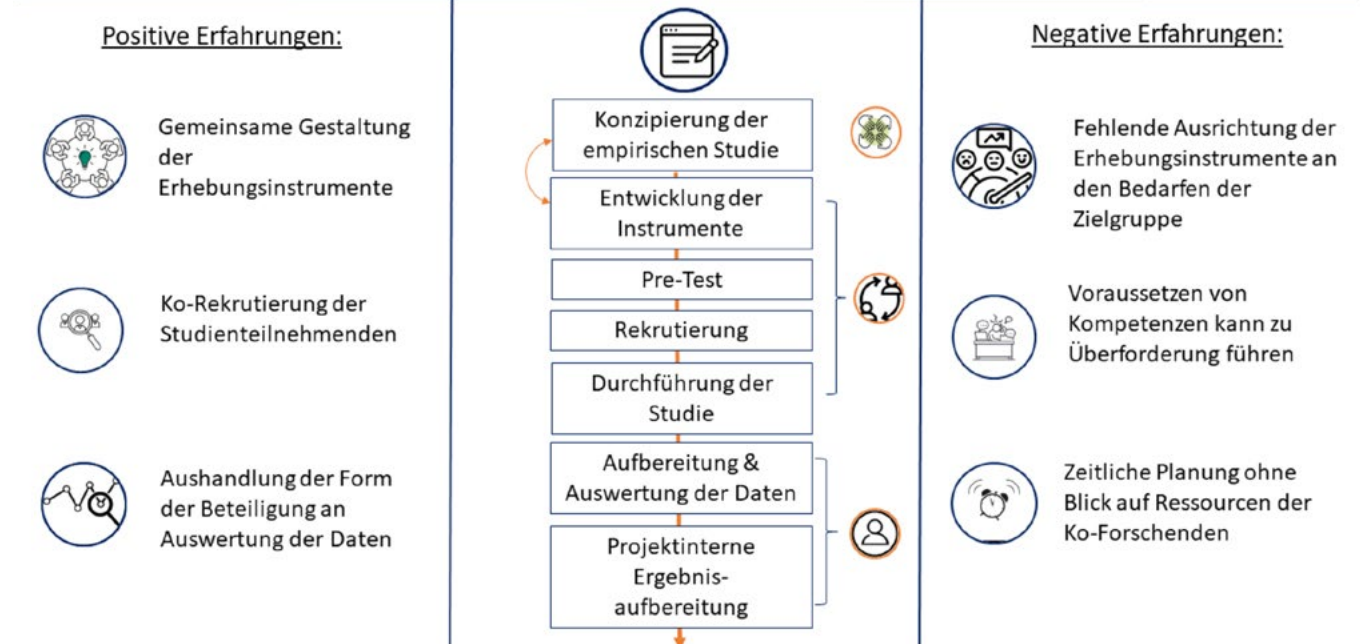 Positive Erfahrungen:
Gemeinsame Gestaltung
der
Erhebungsinstrumente
Ko-Rekrutierung der
Studienteilnehmenden
Aushandlung der Form
der Beteiligung an
Auswertung der Daten
Konzipierung der
empirischen Studie
Entwicklung der
Instrumente
Pre-Test
Rekrutierung
Durchführung der
Studie
Aufbereitung &
Auswertung der Daten
Projektinterne
Ergebnis-
aufbereitung
Negative Erfahrungen:
Fehlende Ausrichtung der
Erhebungsinstrumente an
den Bedarfen der
Zielgruppe
Voraussetzen von
Kompetenzen kann zu
Überforderung führen
Zeitliche Planung ohne
Blick auf Ressourcen der
Ko-Forschenden